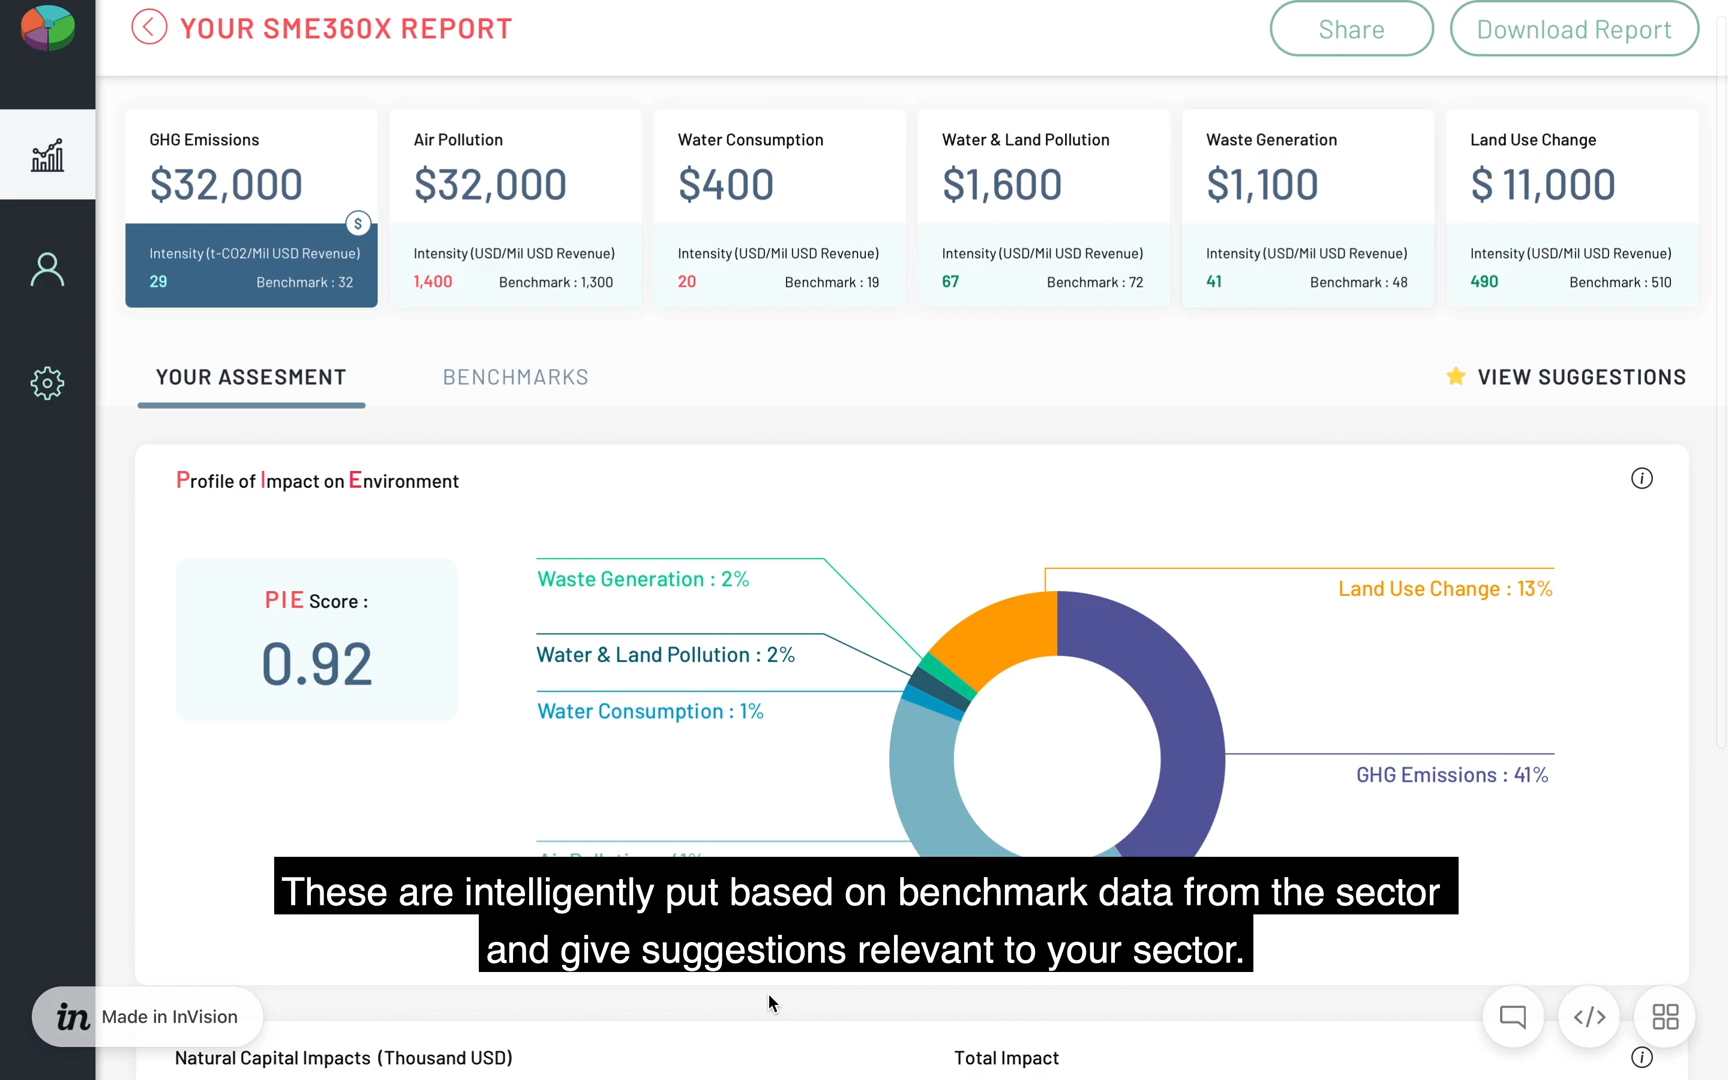 YOUR SME360X REPORT
Share
Download Report
GHG Emissions
$32,000
$
Intensity (t-CO2/Mil USD Revenue)
29
Benchmark : 32
Air Pollution
$32,000
Intensity (USD/Mil USD Revenue)
1,400
Benchmark : 1,300
Water Consumption
$400
Intensity (USD/Mil USD Revenue)
20
Benchmark : 19
Water & Land Pollution
$1,600
Intensity (USD/Mil USD Revenue)
67
Benchmark : 72
Waste Generation
$1,100
Intensity (USD/Mil USD Revenue)
41
Benchmark : 48
Land Use Change
$ 11,000
Intensity (USD/Mil USD Revenue)
490
Benchmark : 510
YOUR ASSESMENT
BENCHMARKS
VIEW SUGGESTIONS
Profile of Impact on Environment
i
PIE Score :
0.92
Waste Generation : 2%
Water & Land Pollution : 2%
Water Consumption : 1%
Land Use Change : 13%
GHG Emissions : 41%
These are intelligently put based on benchmark data from the sector
and give suggestions relevant to your sector.
in Made in InVision
</>
Natural Capital Impacts (Thousand USD)
Total Impact
i